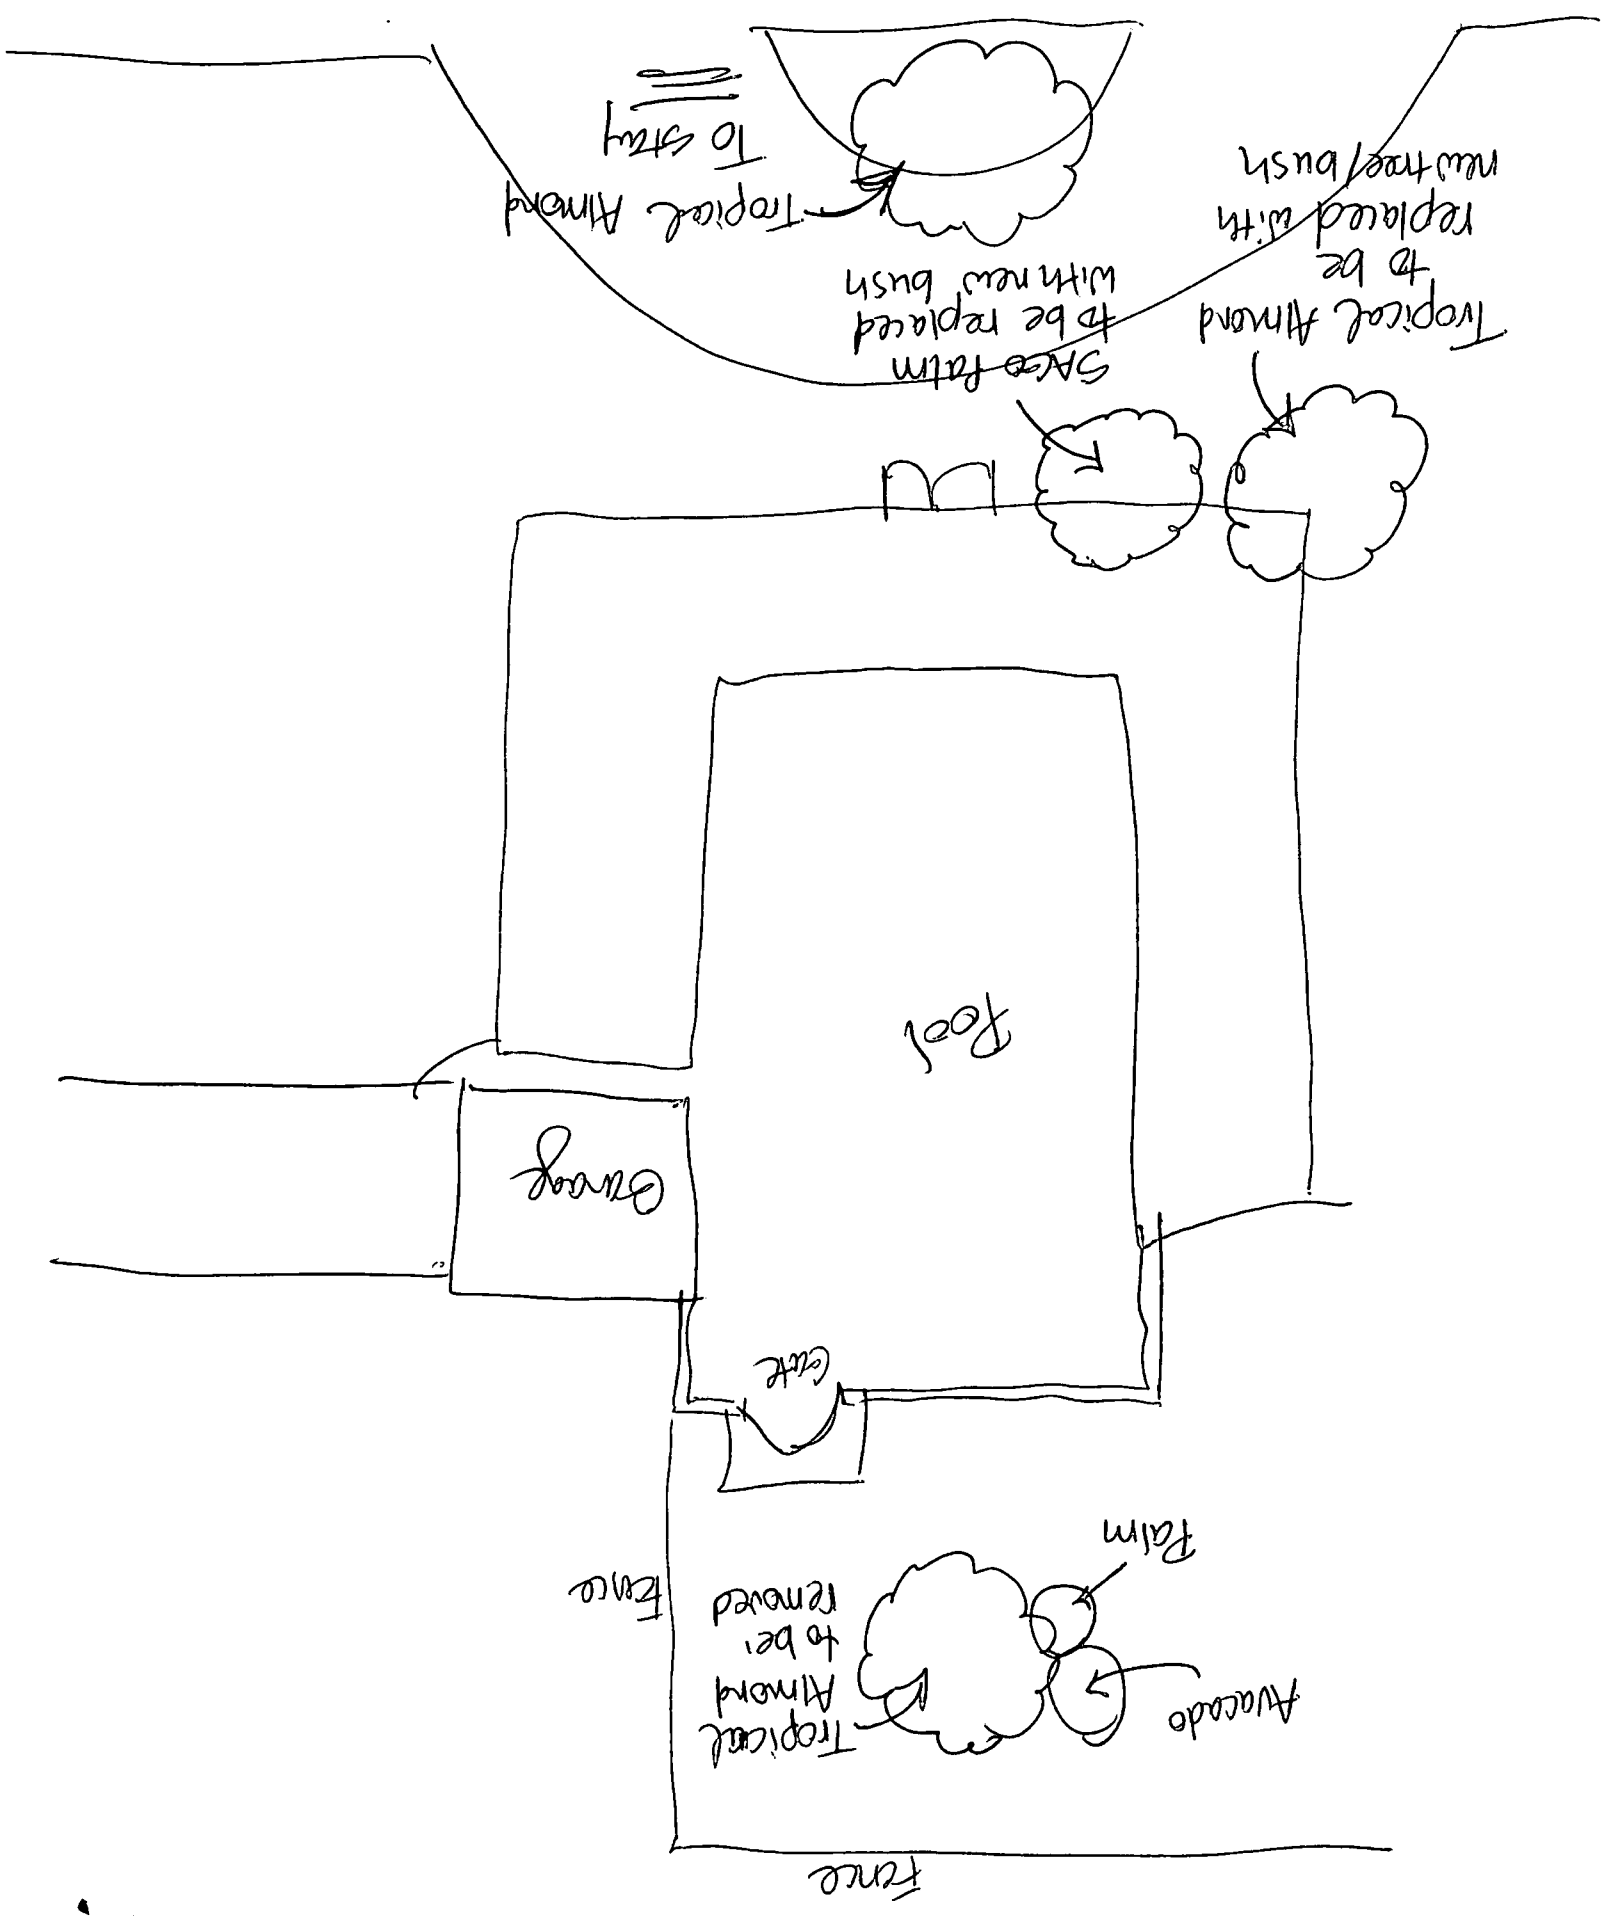 Fence
Avacado
Tropical
Almond
to be
removed
Palm
Fence
Gate
Garage
Pool
Sago Palm
to be replaced
with new bush
Tropical Almond
to be
replaced with
new tree/bush
Tropical Almond
To stay